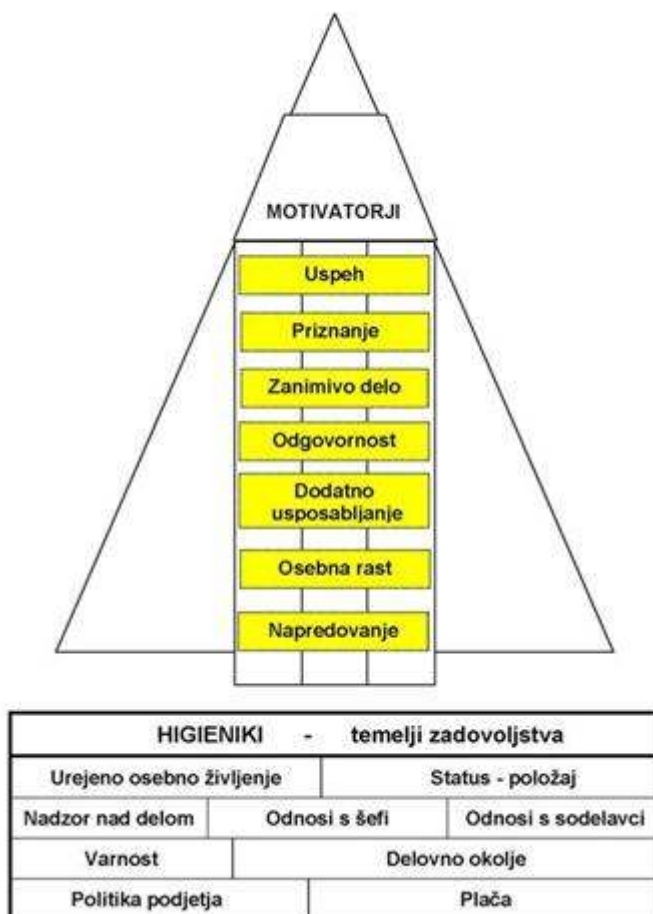 MOTIVATORJI
Uspeh
Priznanje
Zanimivo delo
Odgovornost
Dodatno
usposabljanje
Osebna rast
Napredovanje
HIGIENIKI - temelji zadovoljstva
Urejeno osebno življenje Status - položaj
Nadzor nad delom Odnosi s šefi Odnosi s sodelavci
Varnost Delovno okolje
Politika podjetja Plača